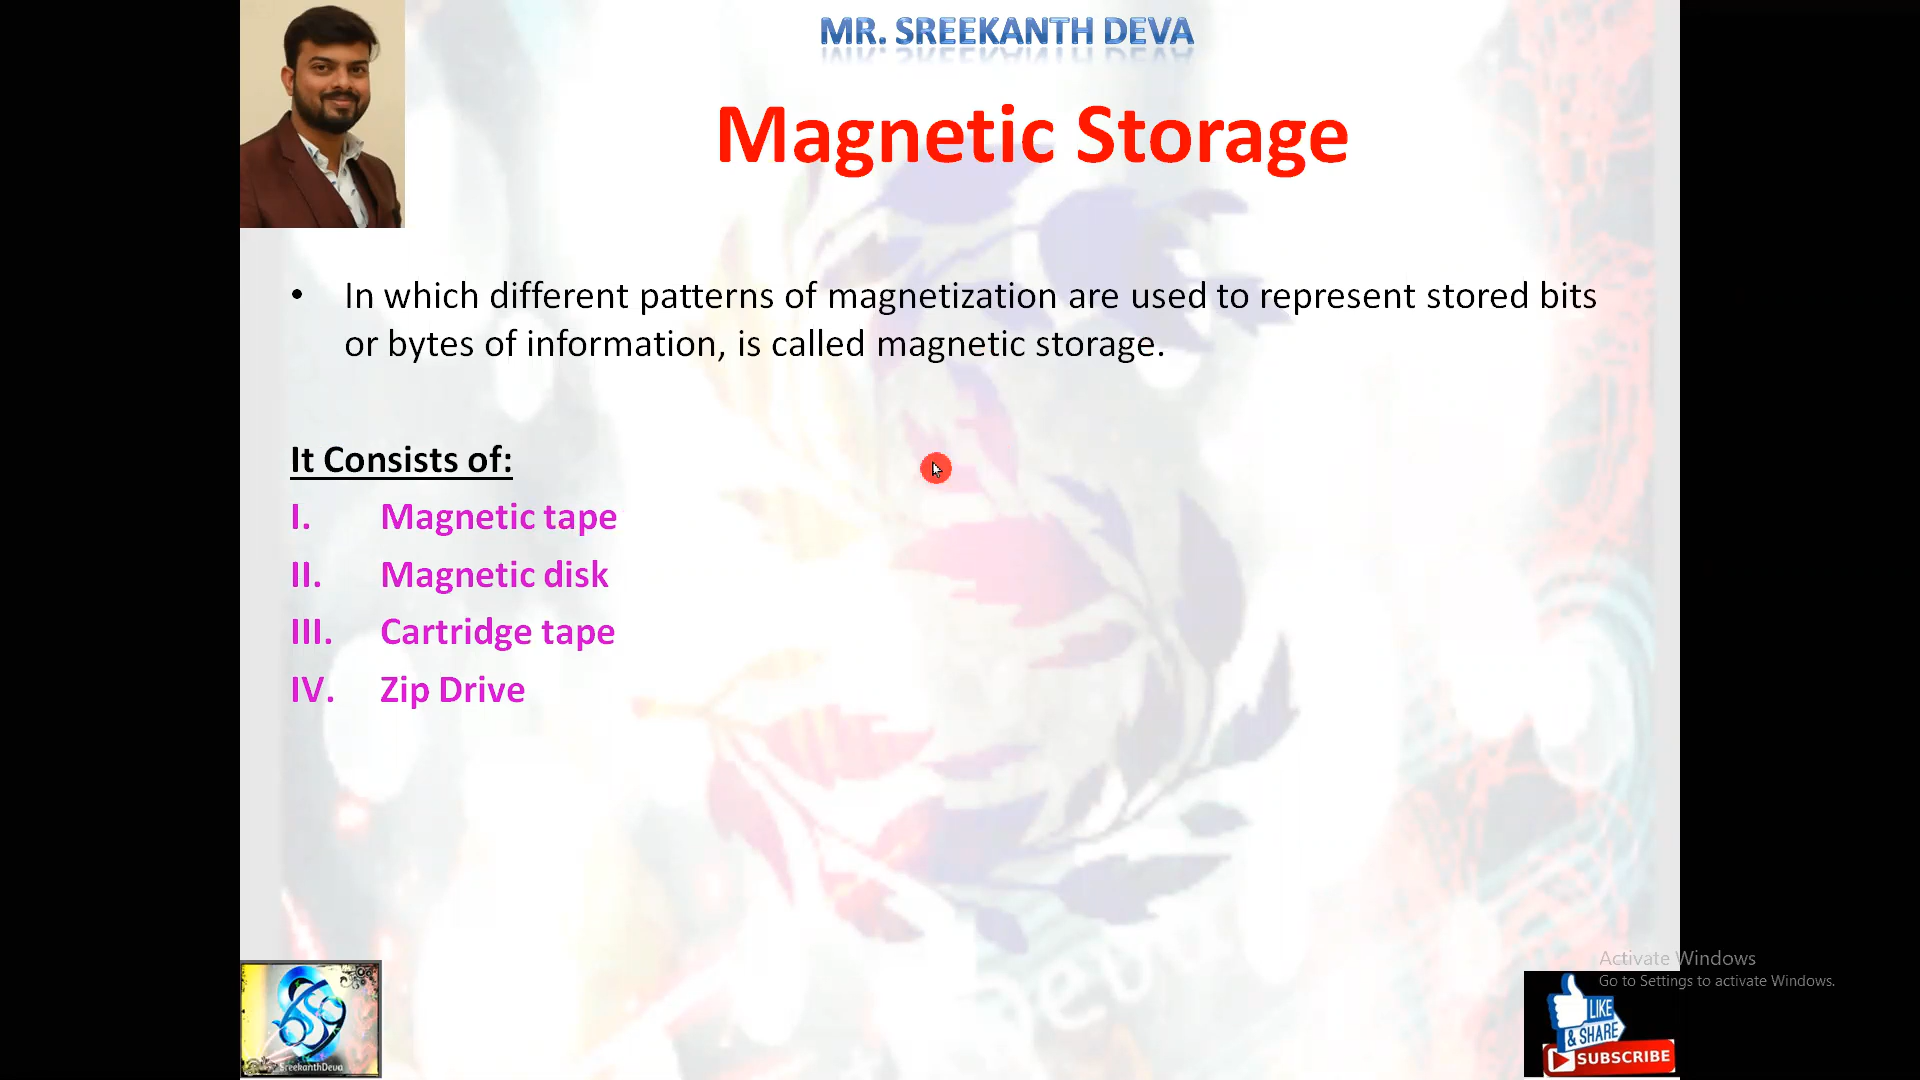 MR. SREEKANTH DEVA
Magnetic Storage
• In which different patterns of magnetization are used to represent stored bits
or bytes of information, is called magnetic storage.
It Consists of:
I. Magnetic tape
II. Magnetic disk
III. Cartridge tape
IV. Zip Drive
Activate Windows
Go to Settings to activate Windows.
LIKE
& SHARE
SUBSCRIBE
SreekanthDeva